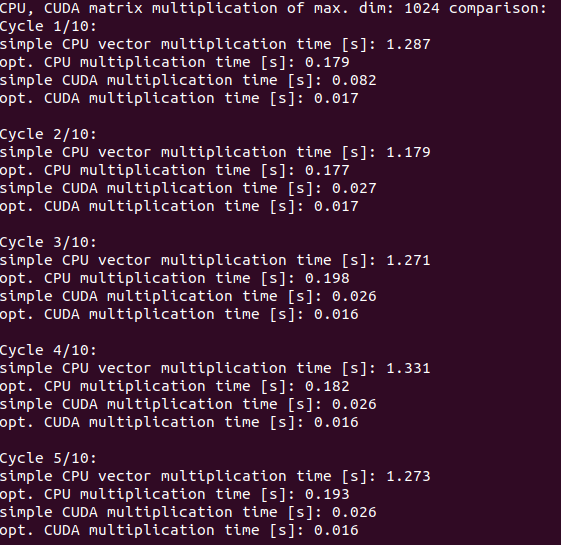 CPU, CUDA matrix multiplication of max. dim: 1024 comparison:
Cycle 1/10:
simple CPU vector multiplication time [s]: 1.287
opt. CPU multiplication time [s]: 0.179
simple CUDA multiplication time [s]: 0.082
opt. CUDA multiplication time [s]: 0.017
Cycle 2/10:
simple CPU vector multiplication time [s]: 1.179
opt. CPU multiplication time [s]: 0.177
simple CUDA multiplication time [s]: 0.027
opt. CUDA multiplication time [s]: 0.017
Cycle 3/10:
simple CPU vector multiplication time [s]: 1.271
opt. CPU multiplication time [s]: 0.198
simple CUDA multiplication time [s]: 0.026
opt. CUDA multiplication time [s]: 0.016
Cycle 4/10:
simple CPU vector multiplication time [s]: 1.331
opt. CPU multiplication time [s]: 0.182
simple CUDA multiplication time [s]: 0.026
opt. CUDA multiplication time [s]: 0.016
Cycle 5/10:
simple CPU vector multiplication time [s]: 1.273
opt. CPU multiplication time [s]: 0.193
simple CUDA multiplication time [s]: 0.026
opt. CUDA multiplication time [s]: 0.016